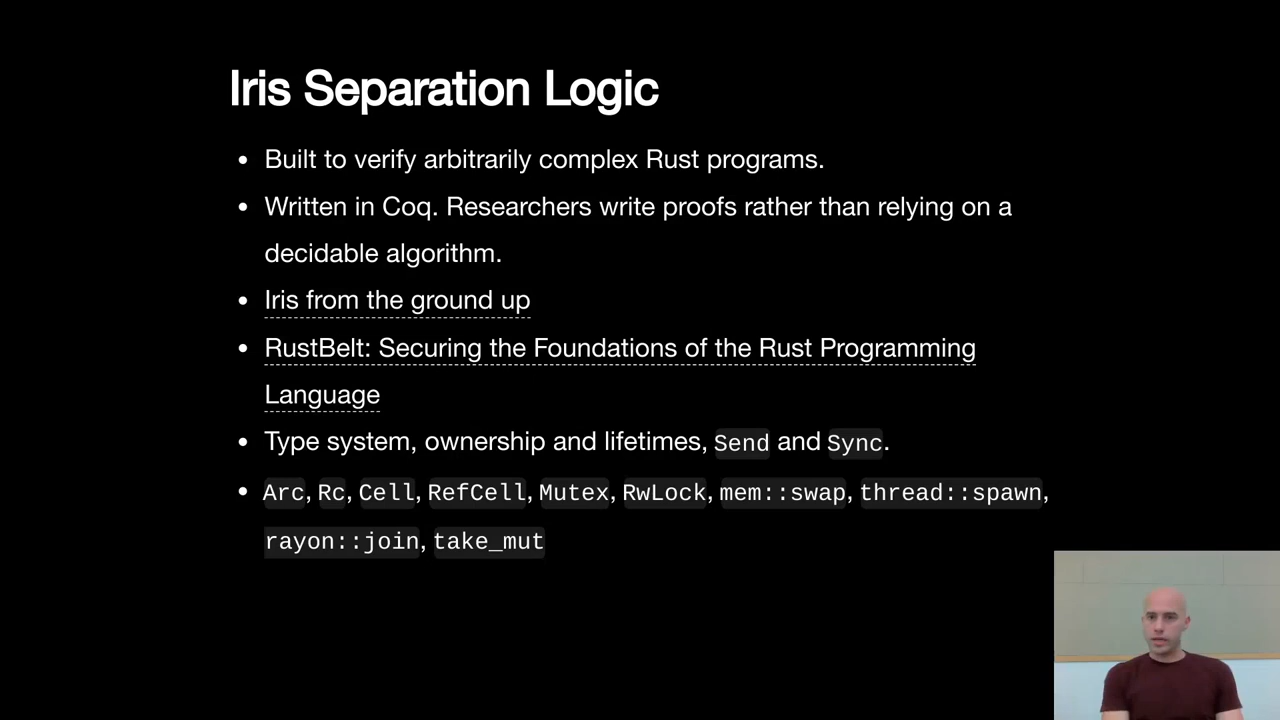 Iris Separation Logic
• Built to verify arbitrarily complex Rust programs.
• Written in Coq. Researchers write proofs rather than relying on a
decidable algorithm.
• Iris from the ground up
• RustBelt: Securing the Foundations of the Rust Programming
Language
• Type system, ownership and lifetimes, Send and Sync.
• Arc, Rc, Cell, RefCell, Mutex, RwLock, mem::swap, thread::spawn,
rayon::join, take_mut